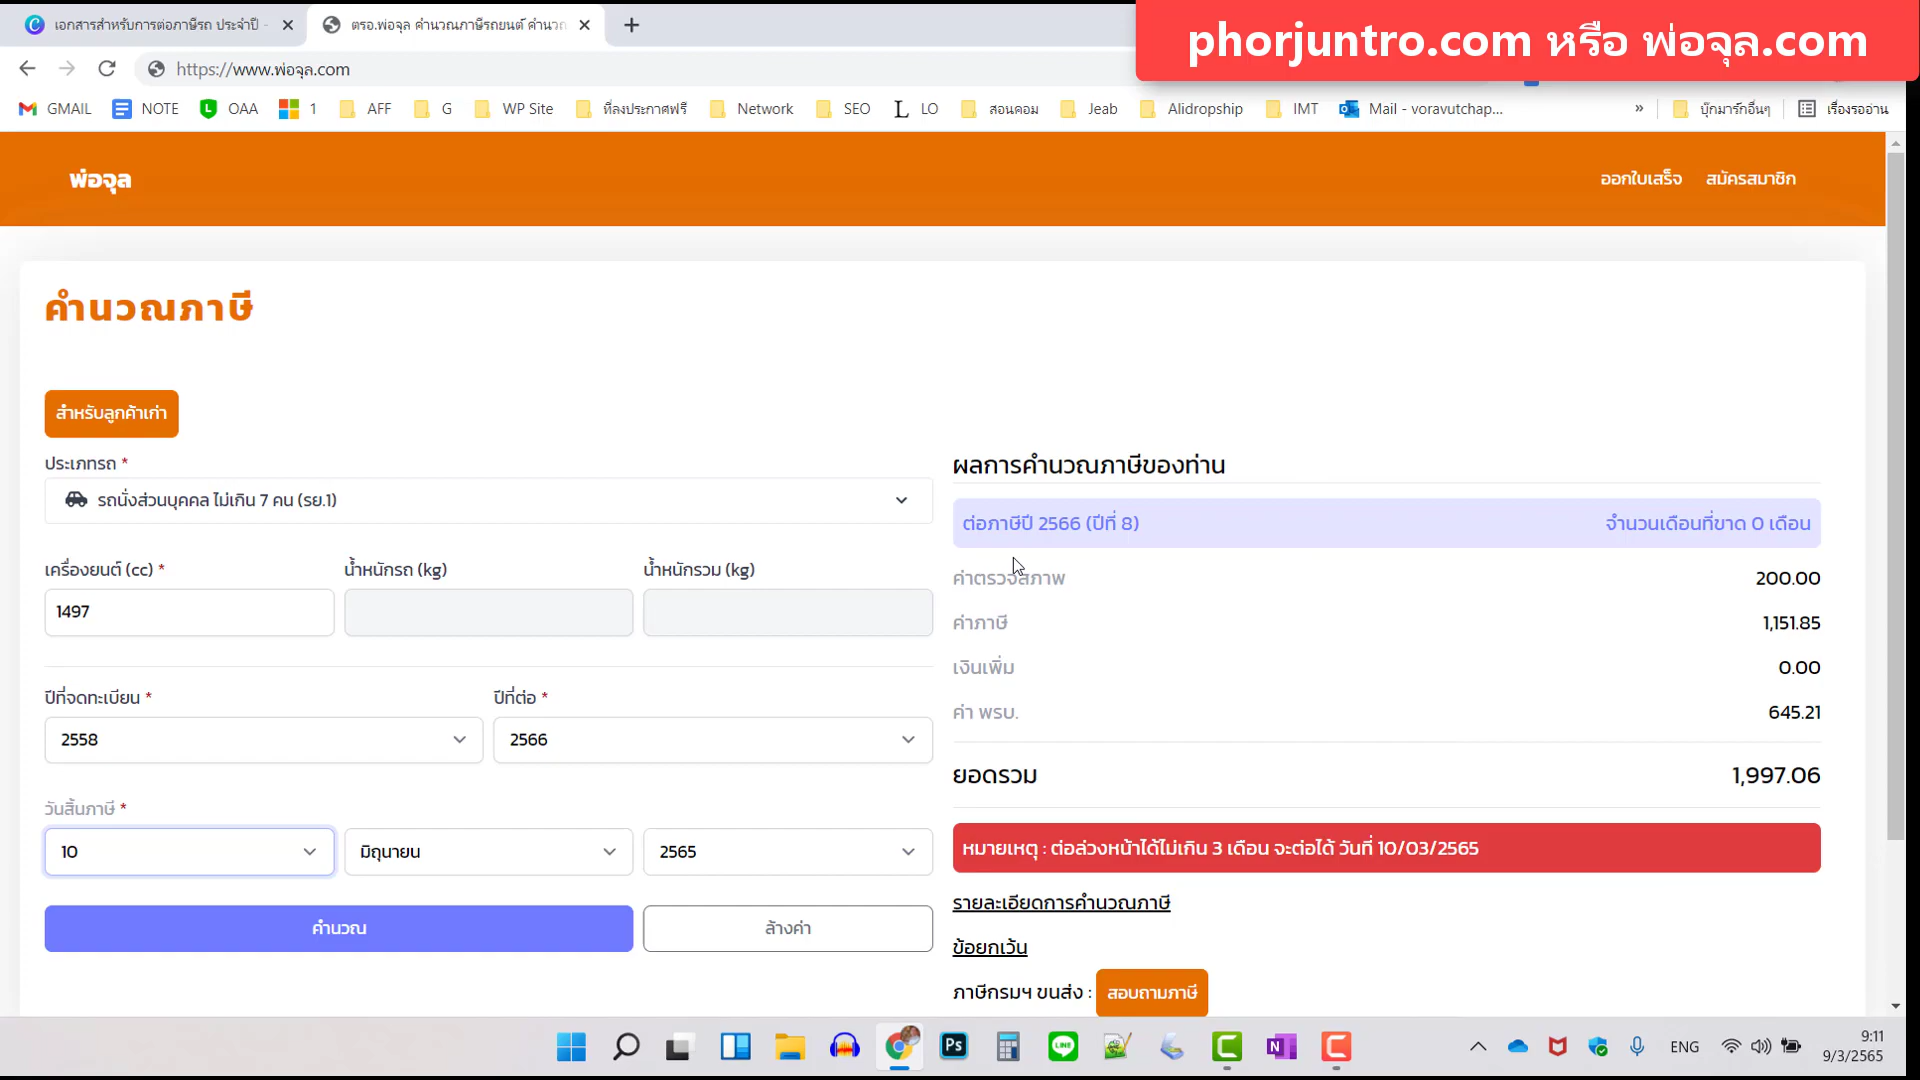 เอกสารสำหรับการต่อภาษีรถ ประจำปี -
ตรอ.พ่อจุล คำนวณภาษีรถยนต์ คำนวณ
phorjuntro.com หรือ พ่อจุล.com
https://www.พ่อจุล.com
GMAIL NOTE OAA 1 AFF G WP Site ที่ลงประกาศฟรี Network SEO LO สอนคอม Jeab Alidropship IMT Mail - voravutchap... » บุ๊กมาร์กอื่นๆ เรื่องรออ่าน
พ่อจุล
ออกใบเสร็จ สมัครสมาชิก
คำนวณภาษี
สำหรับลูกค้าเก่า
ประเภทรถ *
รถนั่งส่วนบุคคล ไม่เกิน 7 คน (รย.1)
เครื่องยนต์ (cc) * น้ำหนักรถ (kg) น้ำหนักรวม (kg)
1497
ปีที่จดทะเบียน * ปีที่ต่อ *
2558 2566
วันสิ้นภาษี *
10 มิถุนายน 2565
คำนวณ ล้างค่า
ผลการคำนวณภาษีของท่าน
ต่อภาษีปี 2566 (ปีที่ 8) จำนวนเดือนที่ขาด 0 เดือน
ค่าตรวจสภาพ 200.00
ค่าภาษี 1,151.85
เงินเพิ่ม 0.00
ค่า พรบ. 645.21
ยอดรวม 1,997.06
หมายเหตุ : ต่อล่วงหน้าได้ไม่เกิน 3 เดือน จะต่อได้ วันที่ 10/03/2565
รายละเอียดการคำนวณภาษี
ข้อยกเว้น
ภาษีกรมฯ ขนส่ง : สอบถามภาษี
Ps LINE N C
ENG
9:11
9/3/2565